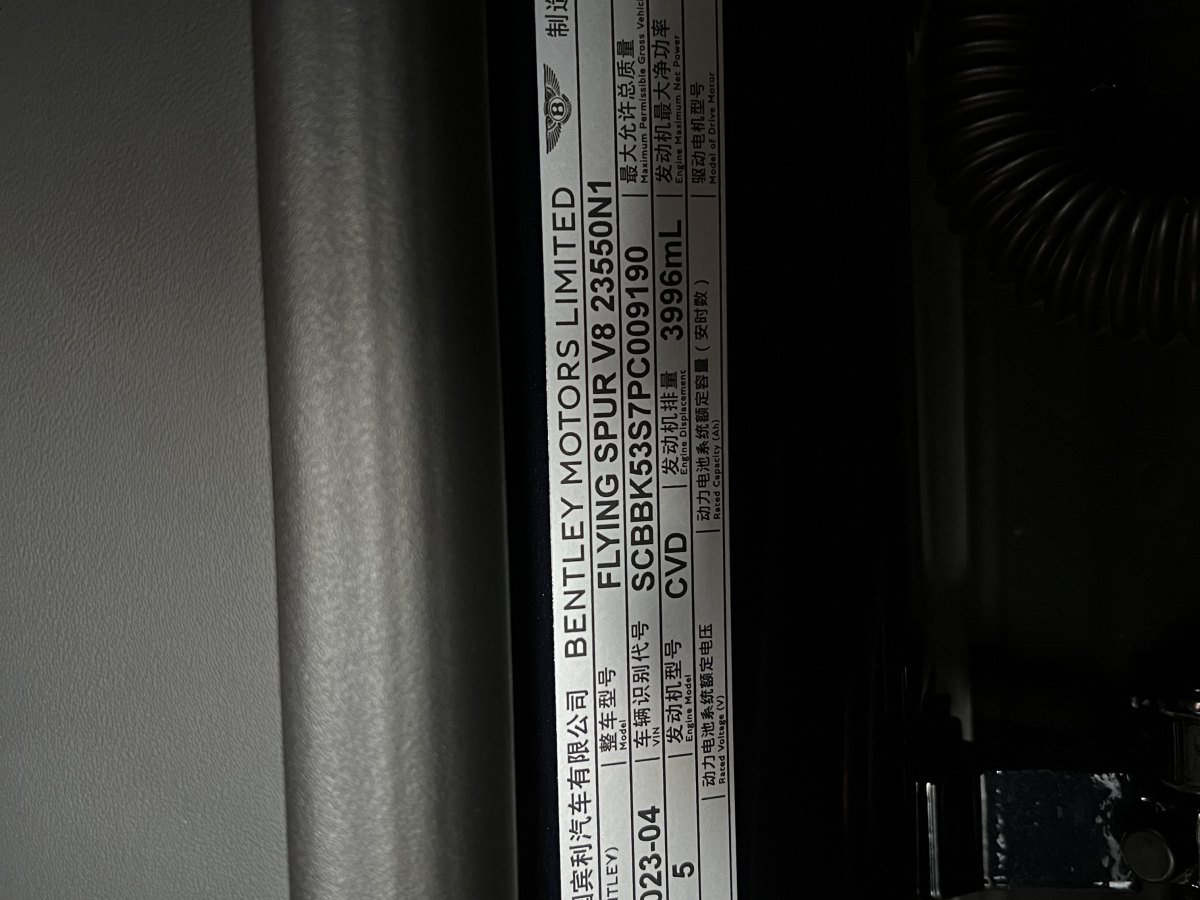 宾利汽车有限公司 BENTLEY MOTORS LIMITED B 制造
TLEY) 整车型号 FLYING SPUR V8 23550N1
Model
023-04 车辆识别代号 SCBBK53S7PC009190 最大允许总质量
VIN Maximum Permissible Gross Vehicl
5 发动机型号 CVD 发动机排量 3996mL 发动机最大净功率
Engine Model Engine Displacement Engine Maximum Net Power
动力电池系统额定电压 动力电池系统额定容量(安时数) 驱动电机型号
Rated Voltage (V) Rated Capacity (Ah) Model of Drive Motor